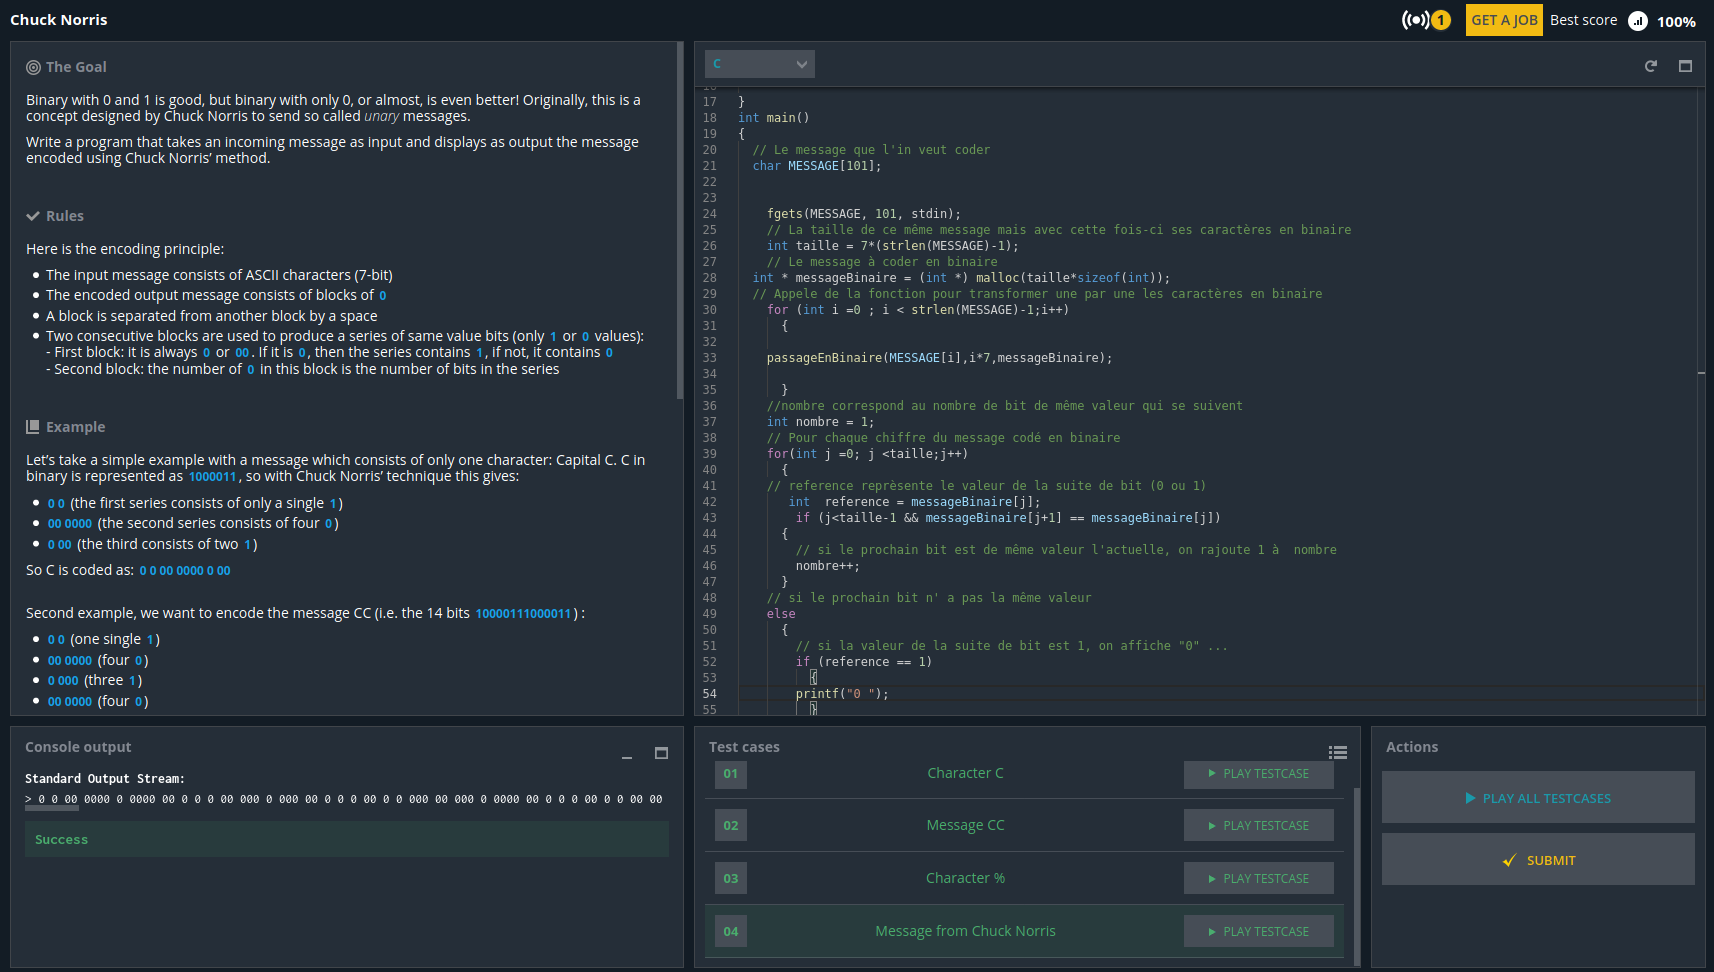 Chuck Norris
1
GET A JOB
Best score
100%
The Goal
Binary with 0 and 1 is good, but binary with only 0, or almost, is even better! Originally, this is a
concept designed by Chuck Norris to send so called unary messages.
Write a program that takes an incoming message as input and displays as output the message
encoded using Chuck Norris’ method.
Rules
Here is the encoding principle:
The input message consists of ASCII characters (7-bit)
The encoded output message consists of blocks of 0
A block is separated from another block by a space
Two consecutive blocks are used to produce a series of same value bits (only 1 or 0 values):
- First block: it is always 0 or 00. If it is 0, then the series contains 1, if not, it contains 0
- Second block: the number of 0 in this block is the number of bits in the series
Example
Let’s take a simple example with a message which consists of only one character: Capital C. C in
binary is represented as 1000011, so with Chuck Norris’ technique this gives:
0 0 (the first series consists of only a single 1)
00 0000 (the second series consists of four 0)
0 00 (the third consists of two 1)
So C is coded as: 0 0 00 0000 0 00
Second example, we want to encode the message CC (i.e. the 14 bits 10000111000011) :
0 0 (one single 1)
00 0000 (four 0)
0 000 (three 1)
00 0000 (four 0)
C
17 }
18 int main()
19 {
20 // Le message que l'in veut coder
21 char MESSAGE[101];
22
23
24 fgets(MESSAGE, 101, stdin);
25 // La taille de ce même message mais avec cette fois-ci ses caractères en binaire
26 int taille = 7*(strlen(MESSAGE)-1);
27 // Le message à coder en binaire
28 int * messageBinaire = (int *) malloc(taille*sizeof(int));
29 // Appele de la fonction pour transformer une par une les caractères en binaire
30 for (int i =0 ; i < strlen(MESSAGE)-1;i++)
31 {
32
33 passageEnBinaire(MESSAGE[i],i*7,messageBinaire);
34
35 }
36 //nombre correspond au nombre de bit de même valeur qui se suivent
37 int nombre = 1;
38 // Pour chaque chiffre du message codé en binaire
39 for(int j =0; j <taille;j++)
40 {
41 // reference reprèsente le valeur de la suite de bit (0 ou 1)
42 int  reference = messageBinaire[j];
43 if (j<taille-1 && messageBinaire[j+1] == messageBinaire[j])
44 {
45 // si le prochain bit est de même valeur l'actuelle, on rajoute 1 à  nombre
46 nombre++;
47 }
48 // si le prochain bit n' a pas la même valeur
49 else
50 {
51 // si la valeur de la suite de bit est 1, on affiche "0" ...
52 if (reference == 1)
53 {
54 printf("0 ");
55 }
Console output
Standard Output Stream:
> 0 0 00 0000 0 0000 00 0 0 0 00 000 0 000 00 0 0 0 0 00 0 0 000 00 000 0 0000 00 0 0 0 0 00 0 0 00 00
Success
Test cases
01 Character C PLAY TESTCASE
02 Message CC PLAY TESTCASE
03 Character % PLAY TESTCASE
04 Message from Chuck Norris PLAY TESTCASE
Actions
PLAY ALL TESTCASES
SUBMIT